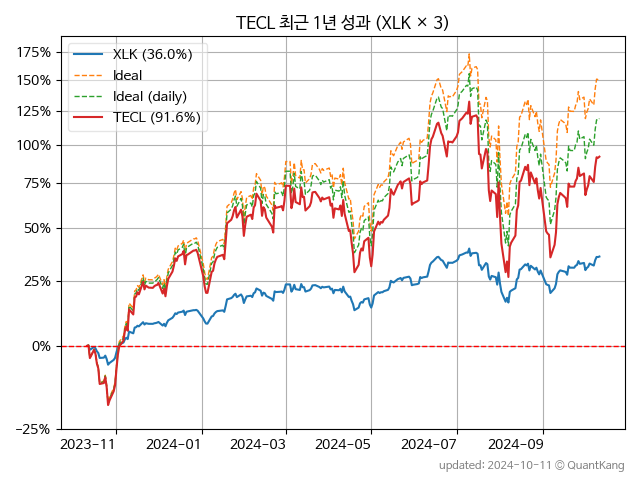 TECL 최근 1년 성과 (XLK × 3)
175%
150%
125%
100%
75%
50%
25%
0%
−25%
XLK (36.0%)
Ideal
Ideal (daily)
TECL (91.6%)
2023-11
2024-01
2024-03
2024-05
2024-07
2024-09
updated: 2024-10-11 © QuantKang